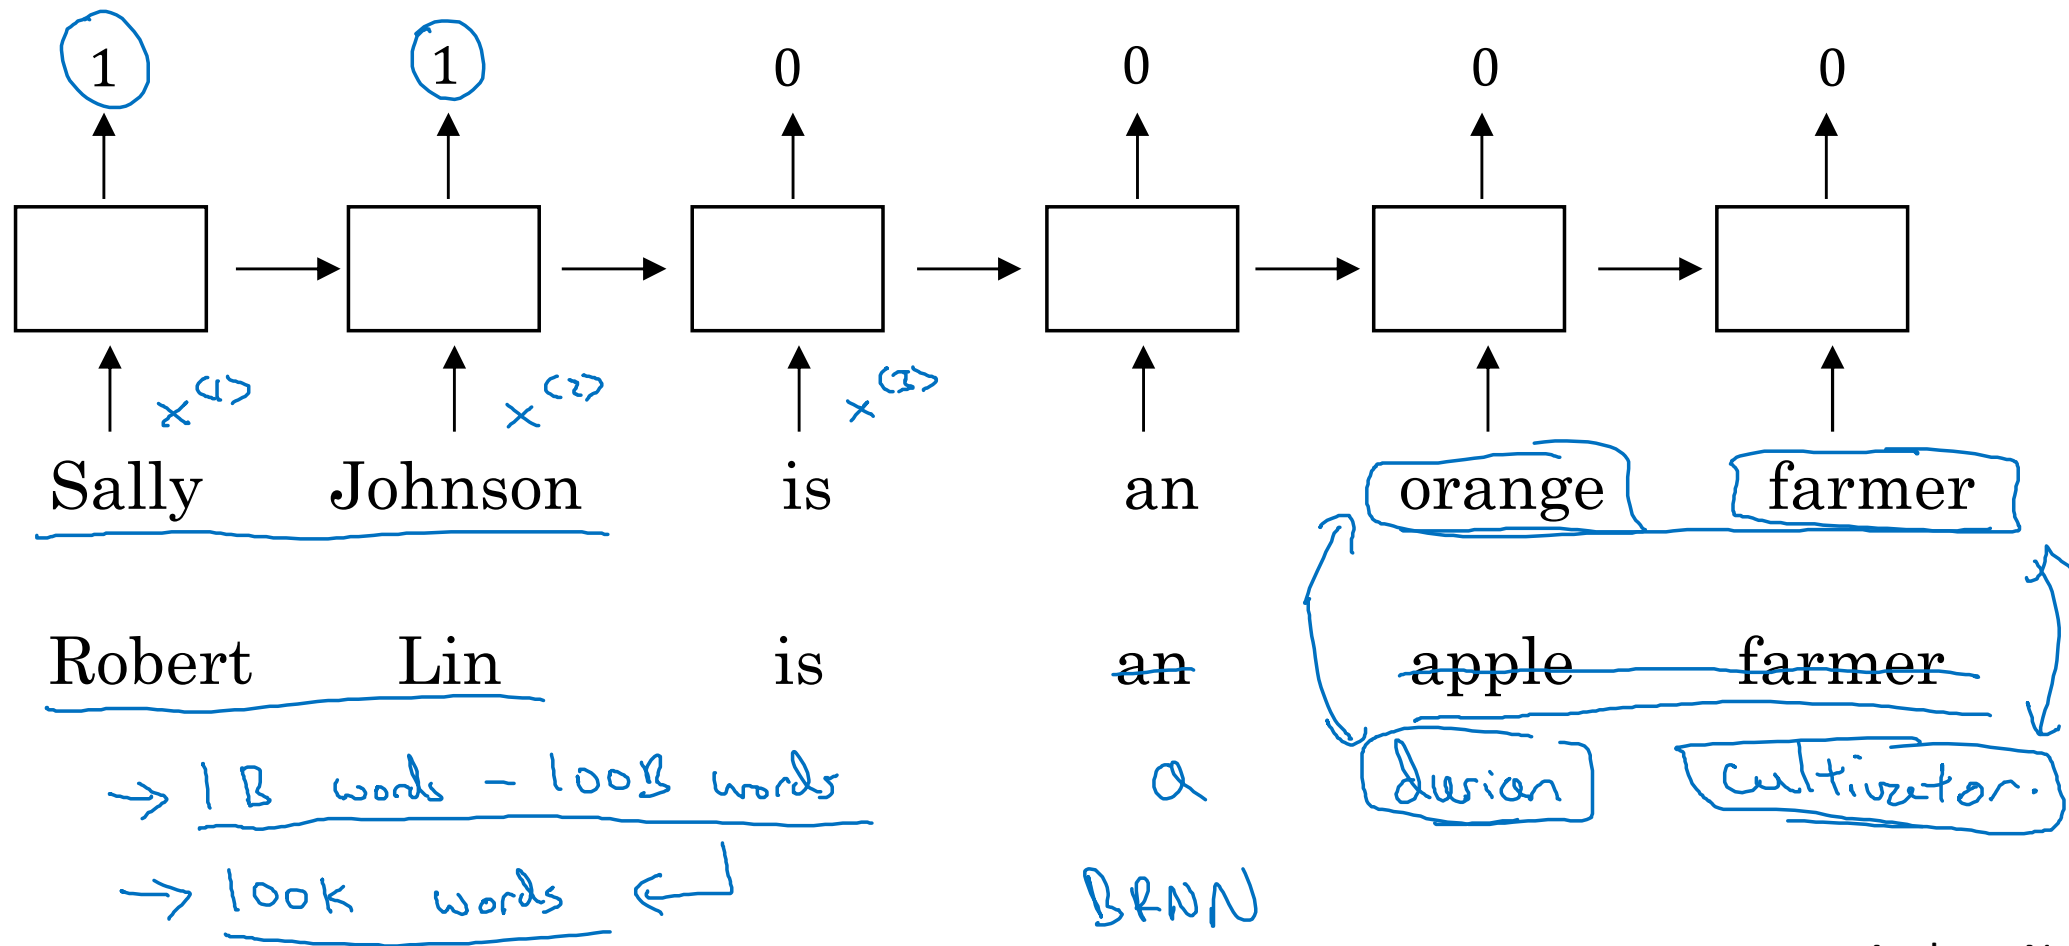 1 1 0 0 0 0
x<1> x<2> x<3>
Sally Johnson is an orange farmer
Robert Lin is an apple farmer
→ 1B words - 100B words a durian cultivator.
→ 100K words BRNN